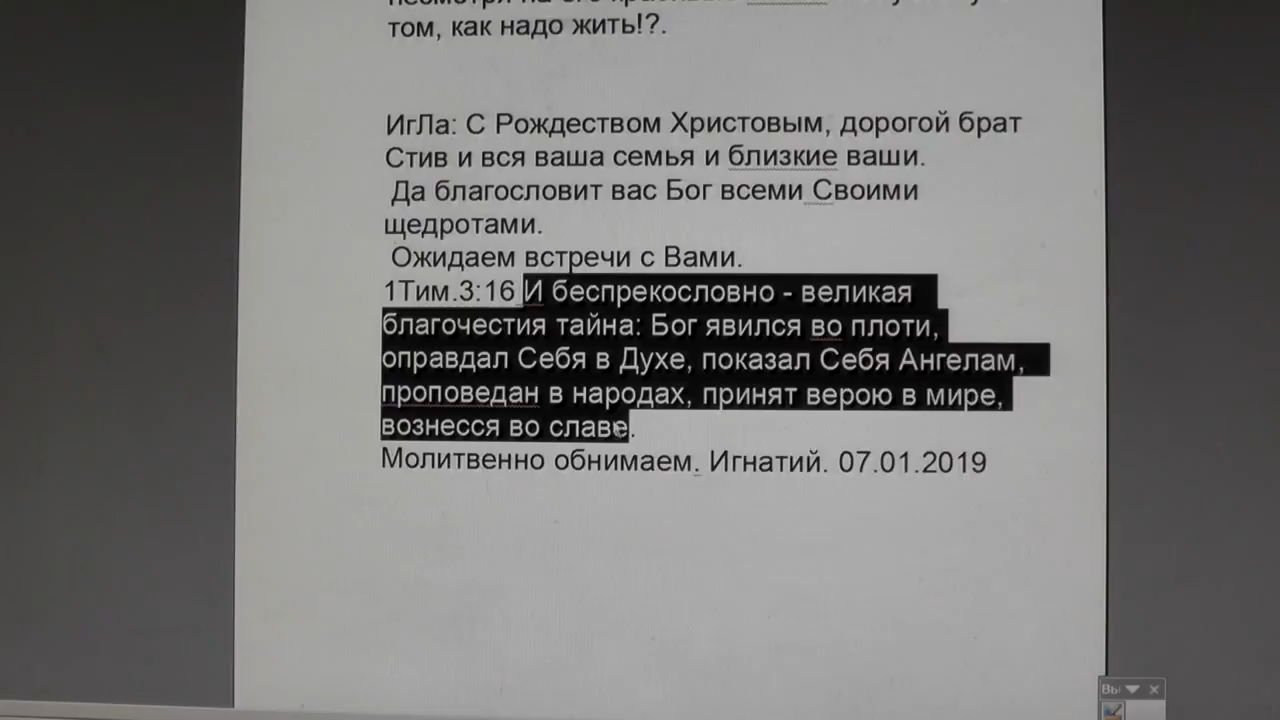 том, как надо жить!?.
ИгЛа: С Рождеством Христовым, дорогой брат
Стив и вся ваша семья и близкие ваши.
Да благословит вас Бог всеми Своими
щедротами.
Ожидаем встречи с Вами.
1Тим.3:16 И беспрекословно - великая
благочестия тайна: Бог явился во плоти,
оправдал Себя в Духе, показал Себя Ангелам,
проповедан в народах, принят верою в мире,
вознесся во славе.
Молитвенно обнимаем. Игнатий. 07.01.2019
Вы